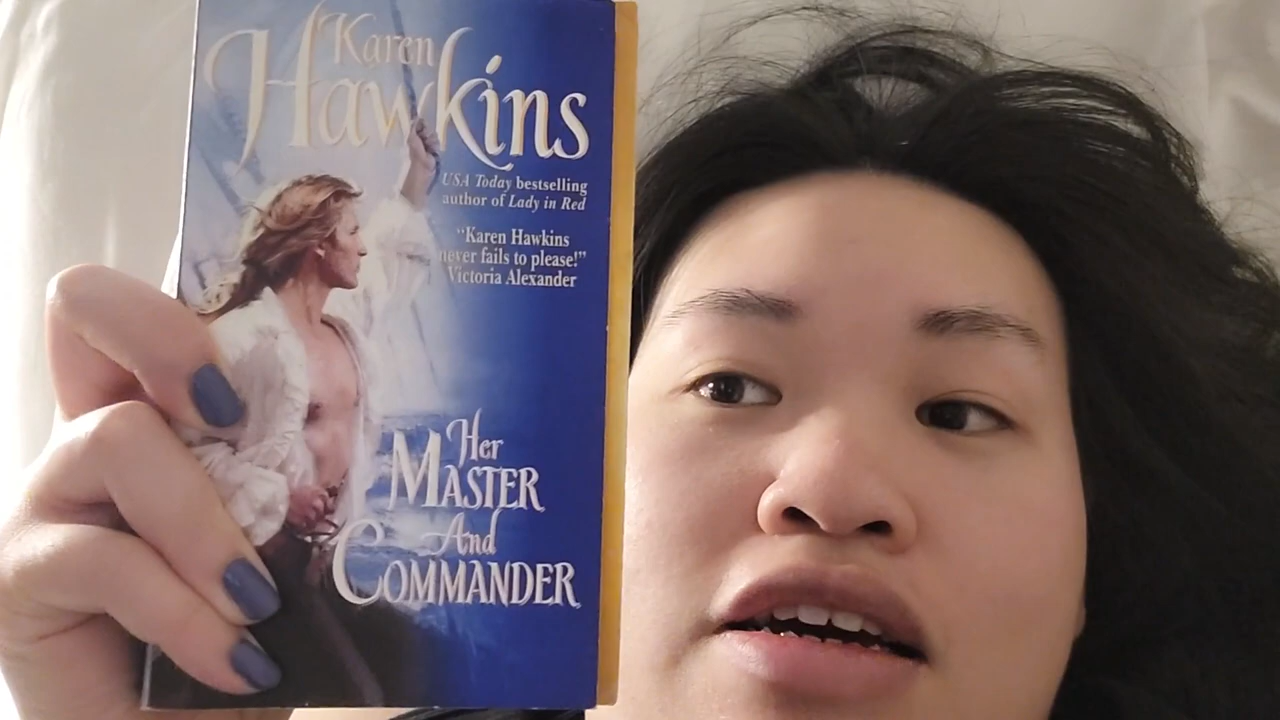 Karen
Hawkins
USA Today bestselling
author of Lady in Red
"Karen Hawkins
never fails to please!"
Victoria Alexander
Her
MASTER
And
COMMANDER